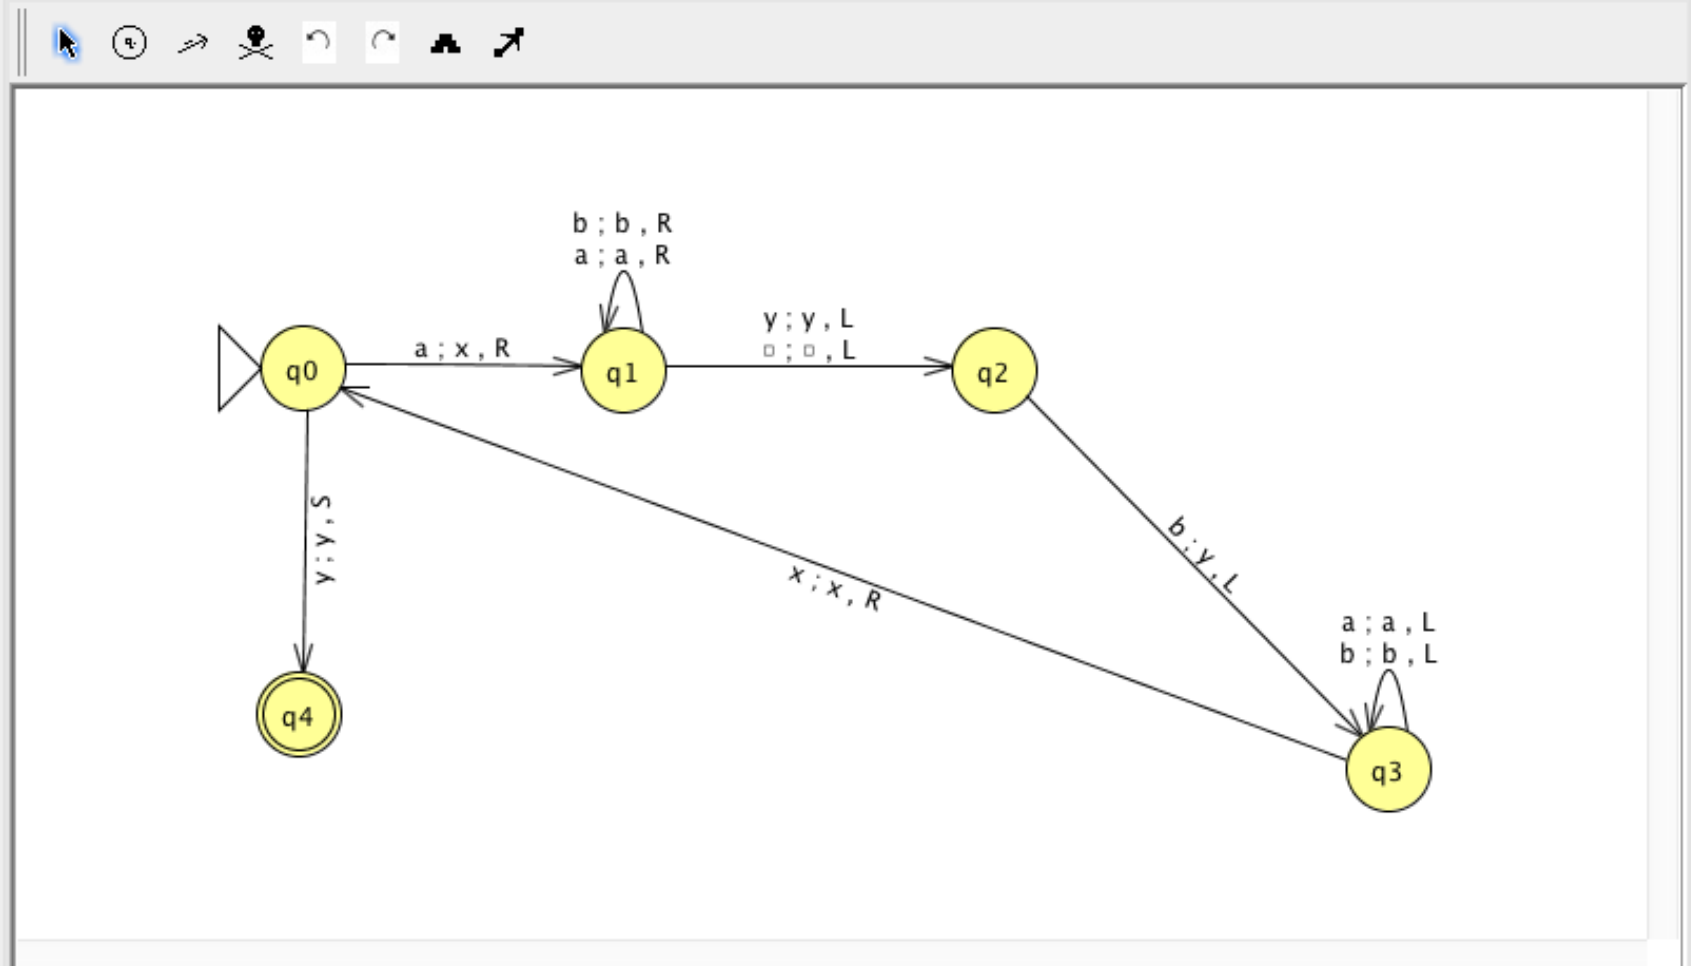 q
b ; b , R
a ; a , R
y ; y , L
□ ; □ , L
a ; x , R
q0
q1
q2
y ; y , S
b ; y , L
x ; x , R
a ; a , L
b ; b , L
q4
q3